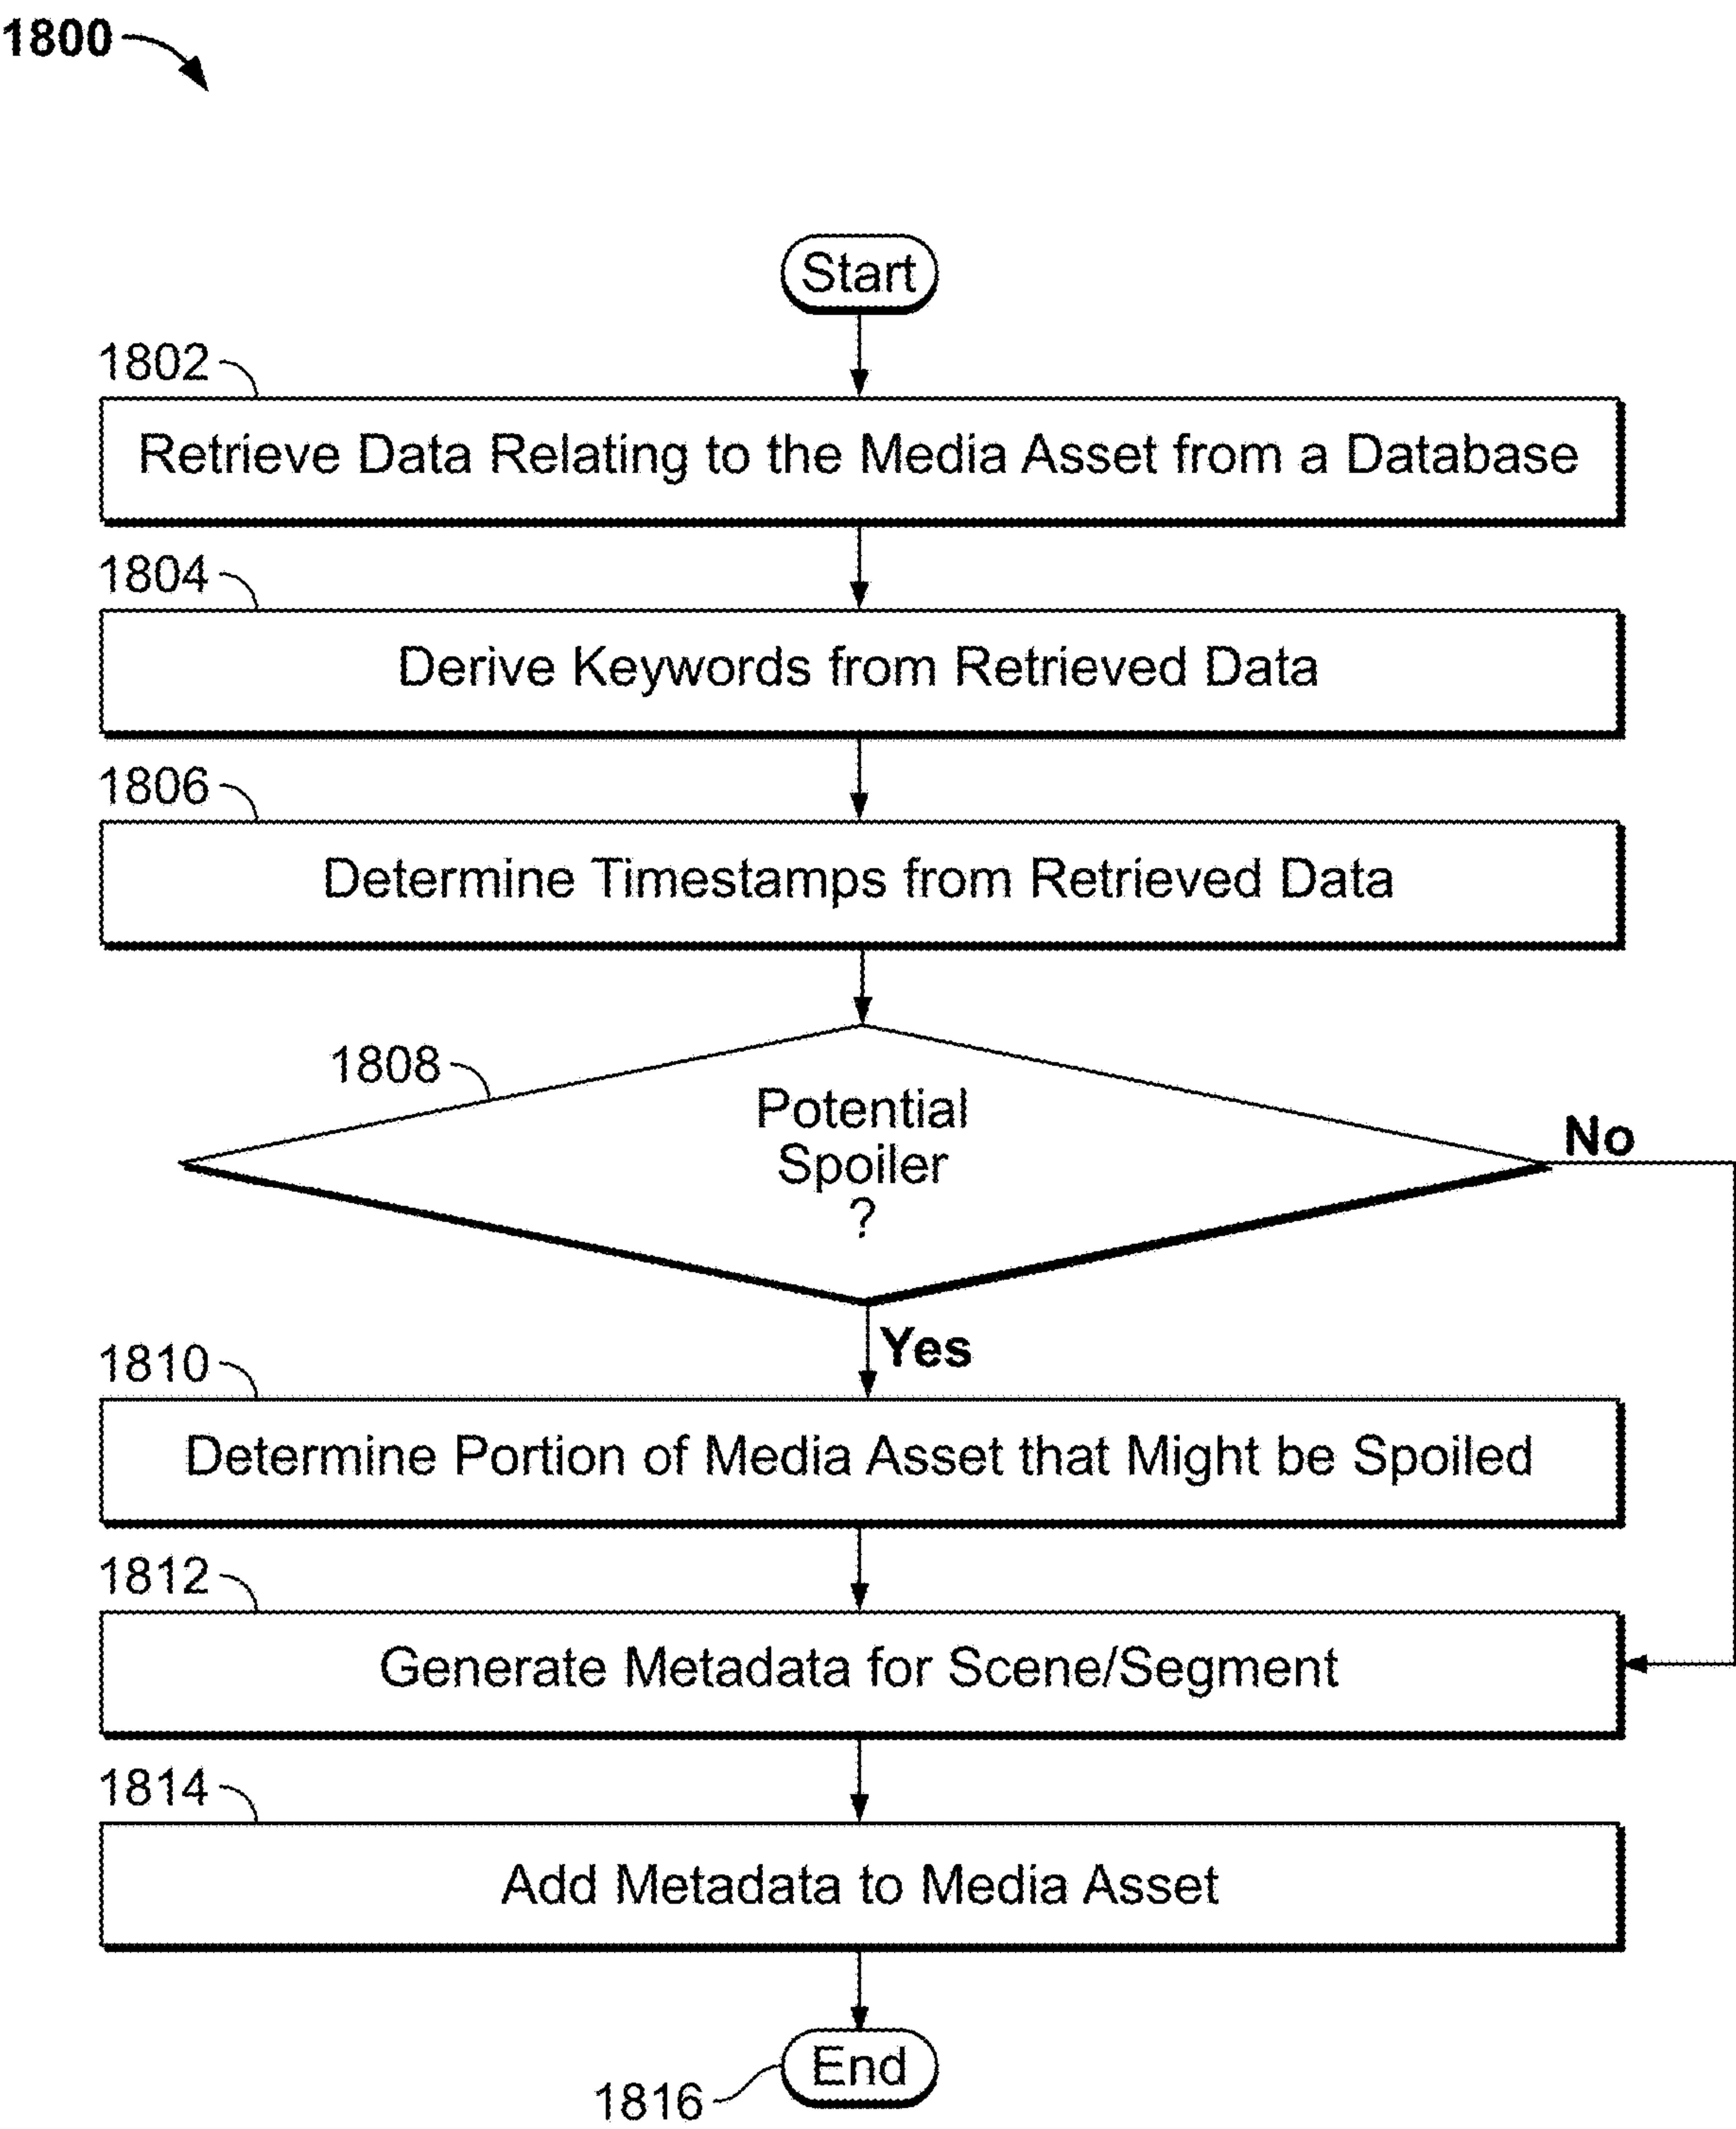 1800
Start
1802
Retrieve Data Relating to the Media Asset from a Database
1804
Derive Keywords from Retrieved Data
1806
Determine Timestamps from Retrieved Data
1808
Potential
Spoiler
?
No
Yes
1810
Determine Portion of Media Asset that Might be Spoiled
1812
Generate Metadata for Scene/Segment
1814
Add Metadata to Media Asset
End
1816